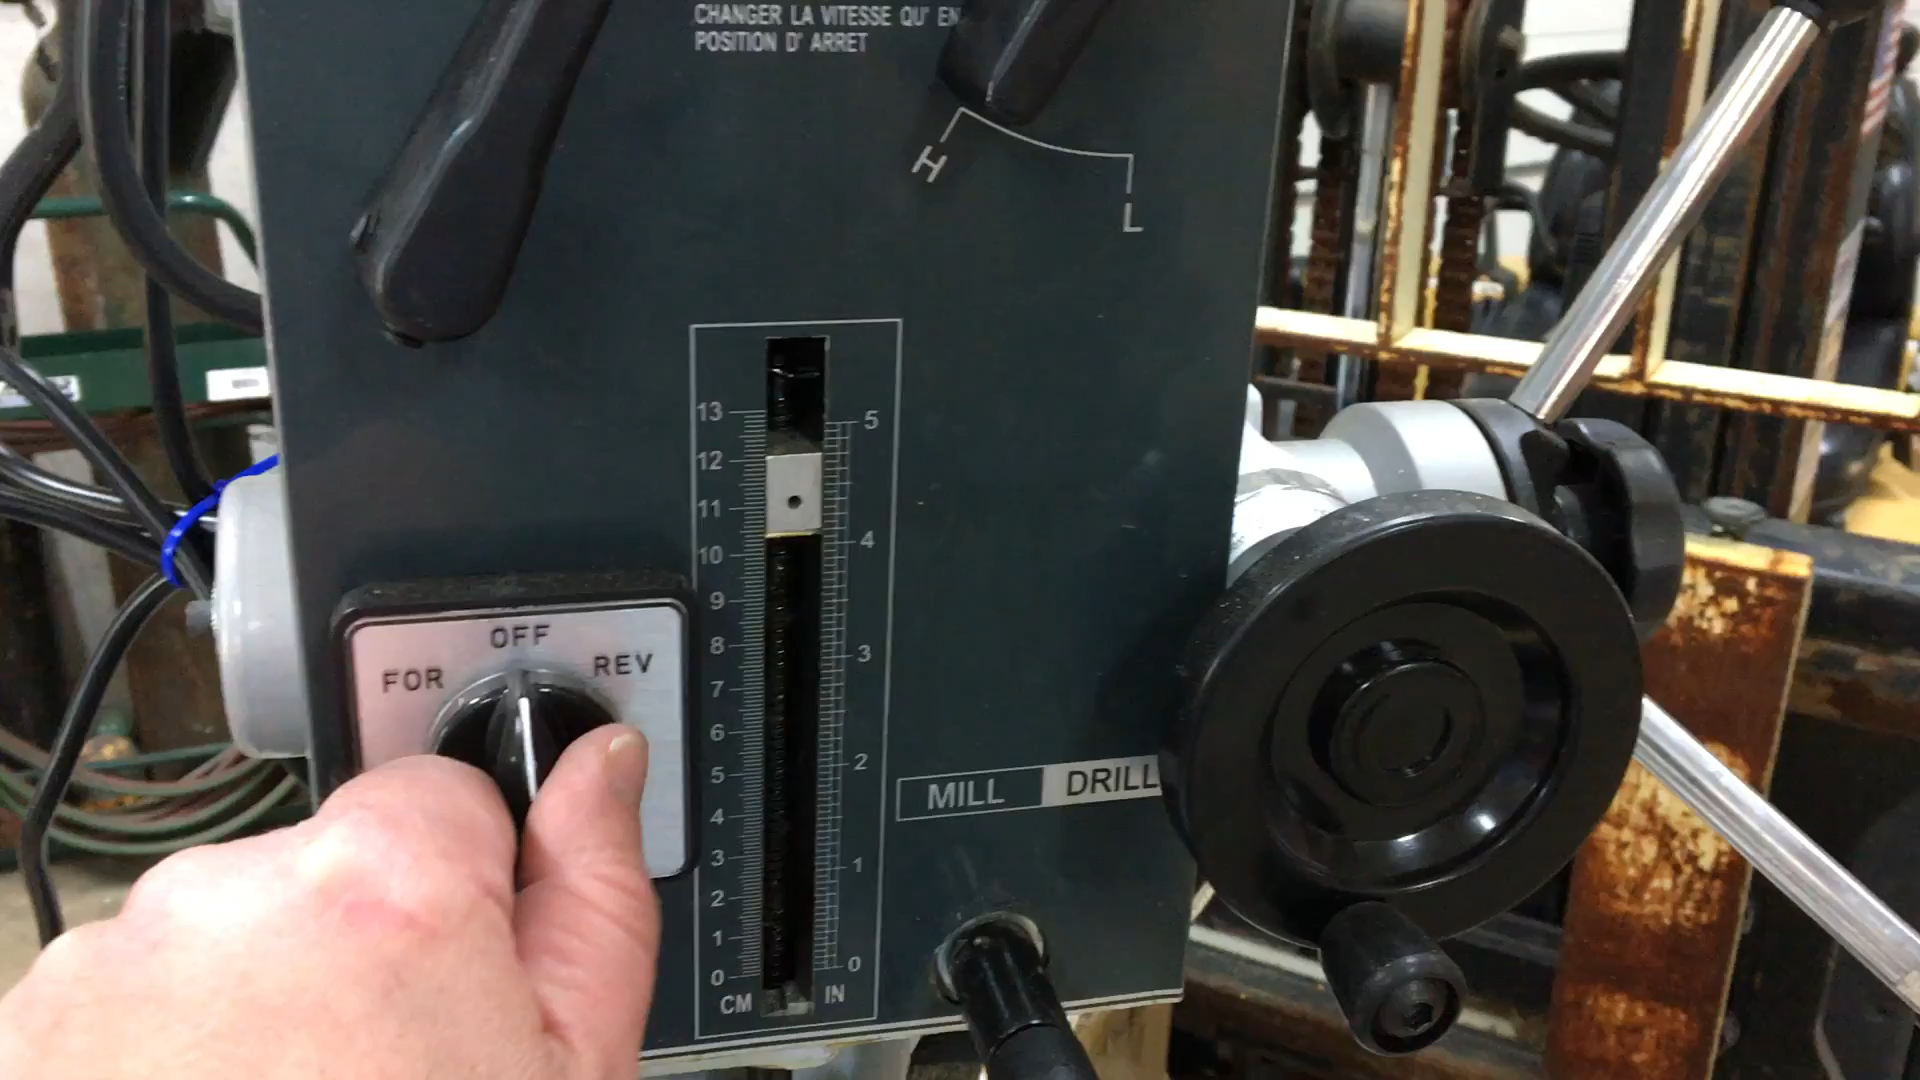 CHANGER LA VITESSE QU' EN
POSITION D' ARRET
H
L
13
12
11
10
9
8
7
6
5
4
3
2
1
0
CM
5
4
3
2
1
0
IN
OFF
FOR
REV
MILL
DRILL